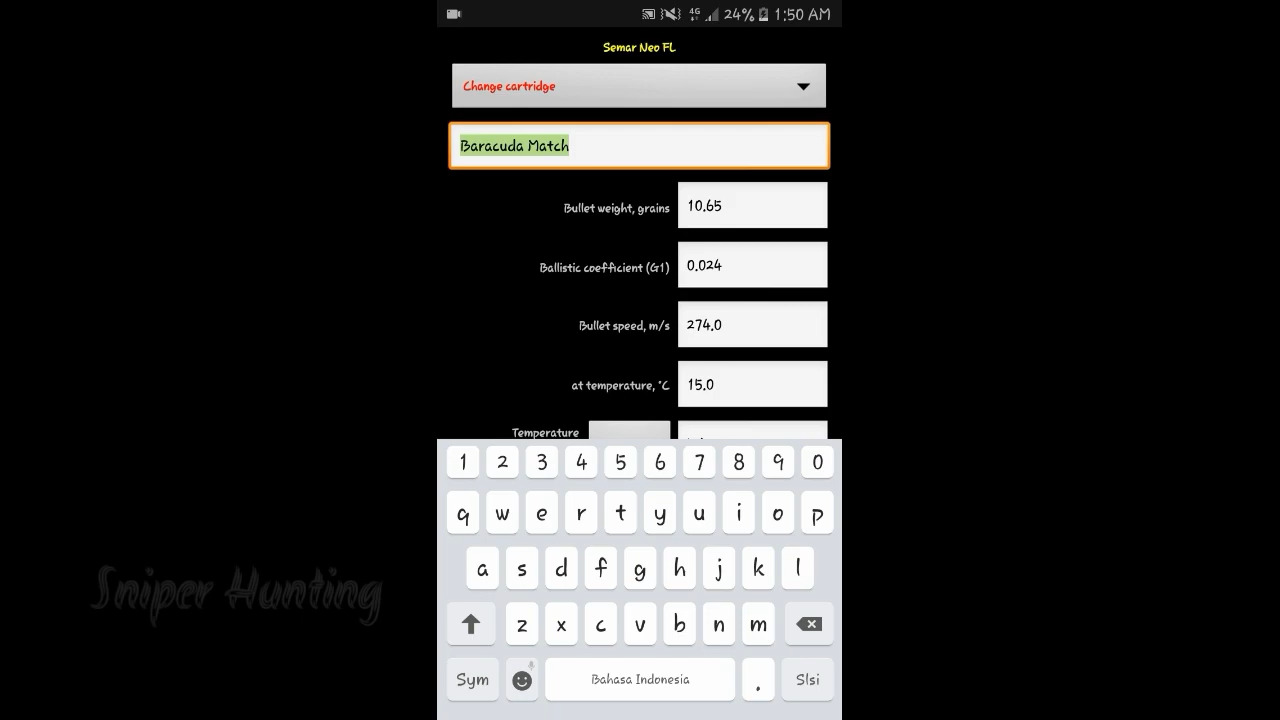 4G 24% 1:50 AM
Semar Neo FL
Change cartridge
Baracuda Match
Bullet weight, grains 10.65
Ballistic coefficient (G1) 0.024
Bullet speed, m/s 274.0
at temperature, °C 15.0
Temperature
1 2 3 4 5 6 7 8 9 0
q w e r t y u i o p
a s d f g h j k l
Sniper Hunting
z x c v b n m
Sym Bahasa Indonesia . Slsi